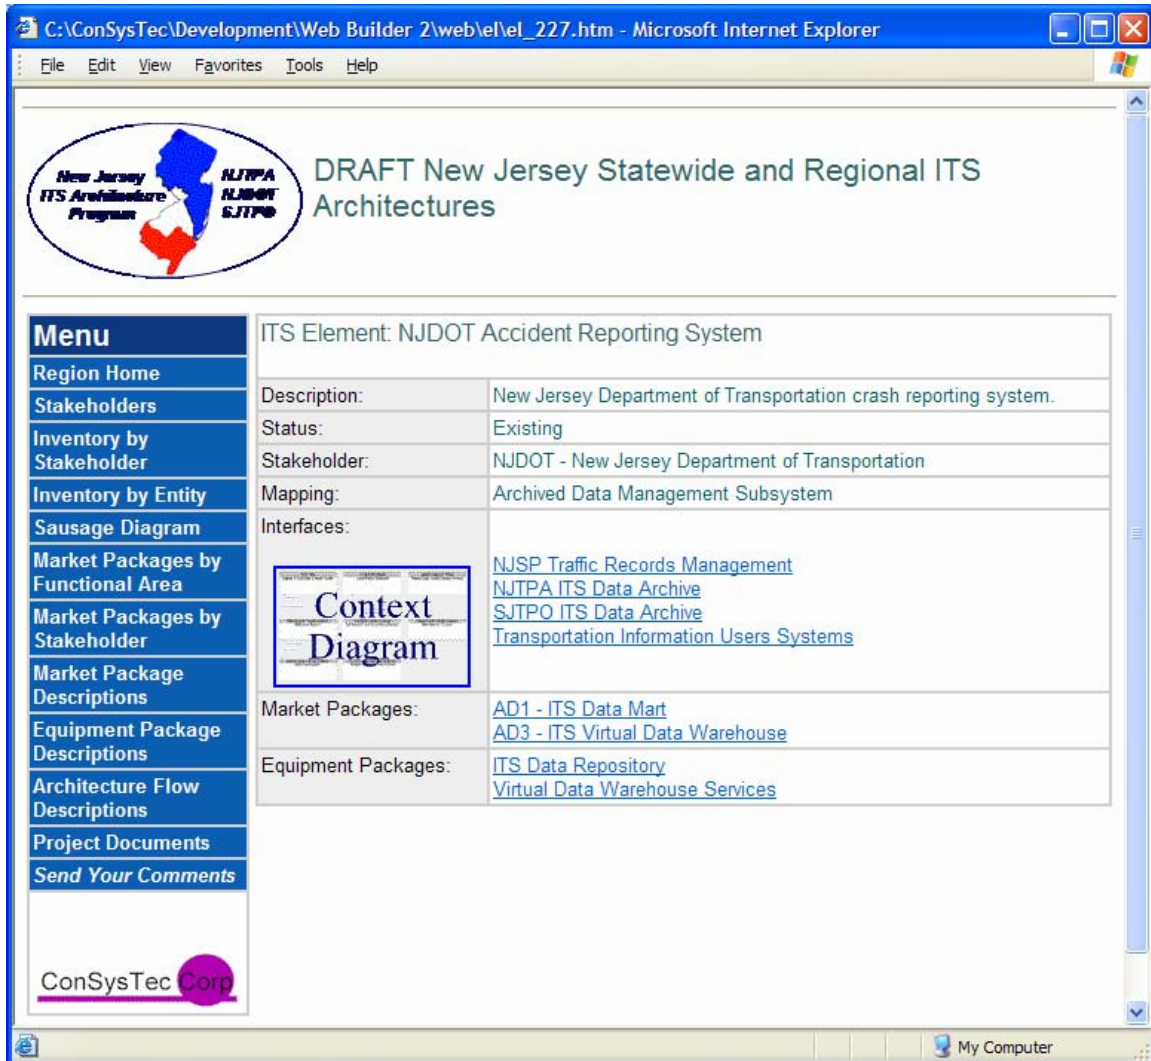 C:\ConSysTec\Development\Web Builder 2\web\el\el_227.htm - Microsoft Internet Explorer
File Edit View Favorites Tools Help
New Jersey
ITS Architecture
Program
NJTPA
NJDOT
SJTPO
DRAFT New Jersey Statewide and Regional ITS
Architectures
Menu
Region Home
Stakeholders
Inventory by
Stakeholder
Inventory by Entity
Sausage Diagram
Market Packages by
Functional Area
Market Packages by
Stakeholder
Market Package
Descriptions
Equipment Package
Descriptions
Architecture Flow
Descriptions
Project Documents
Send Your Comments
ConSysTec Corp
ITS Element: NJDOT Accident Reporting System
Description: New Jersey Department of Transportation crash reporting system.
Status: Existing
Stakeholder: NJDOT - New Jersey Department of Transportation
Mapping: Archived Data Management Subsystem
Interfaces:
Context
Diagram
NJSP Traffic Records Management
NJTPA ITS Data Archive
SJTPO ITS Data Archive
Transportation Information Users Systems
Market Packages: AD1 - ITS Data Mart
AD3 - ITS Virtual Data Warehouse
Equipment Packages: ITS Data Repository
Virtual Data Warehouse Services
My Computer